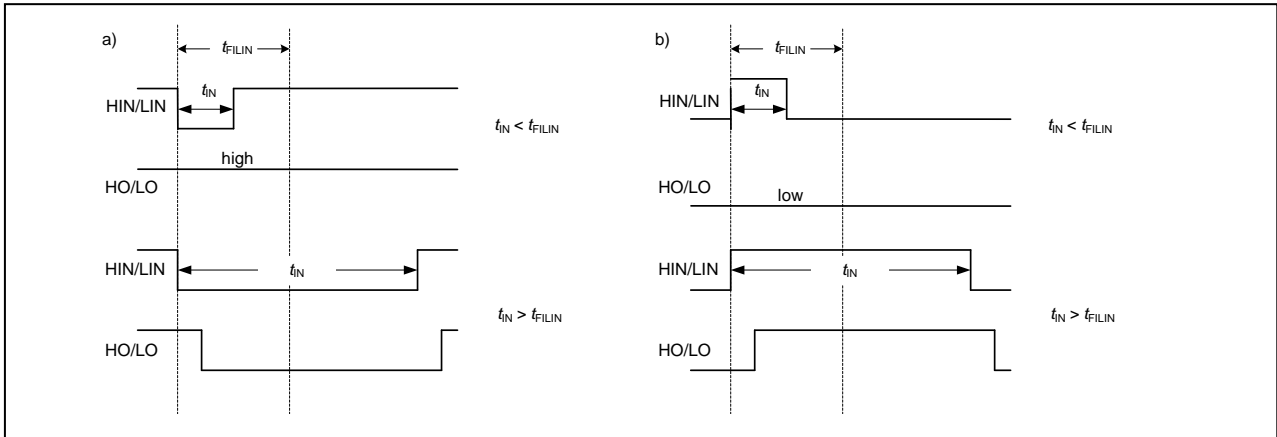 a)
tFILIN
HIN/LIN
tIN
tIN < tFILIN
high
HO/LO
HIN/LIN
tIN
tIN > tFILIN
HO/LO
b)
tFILIN
HIN/LIN
tIN
tIN < tFILIN
low
HO/LO
HIN/LIN
tIN
tIN > tFILIN
HO/LO